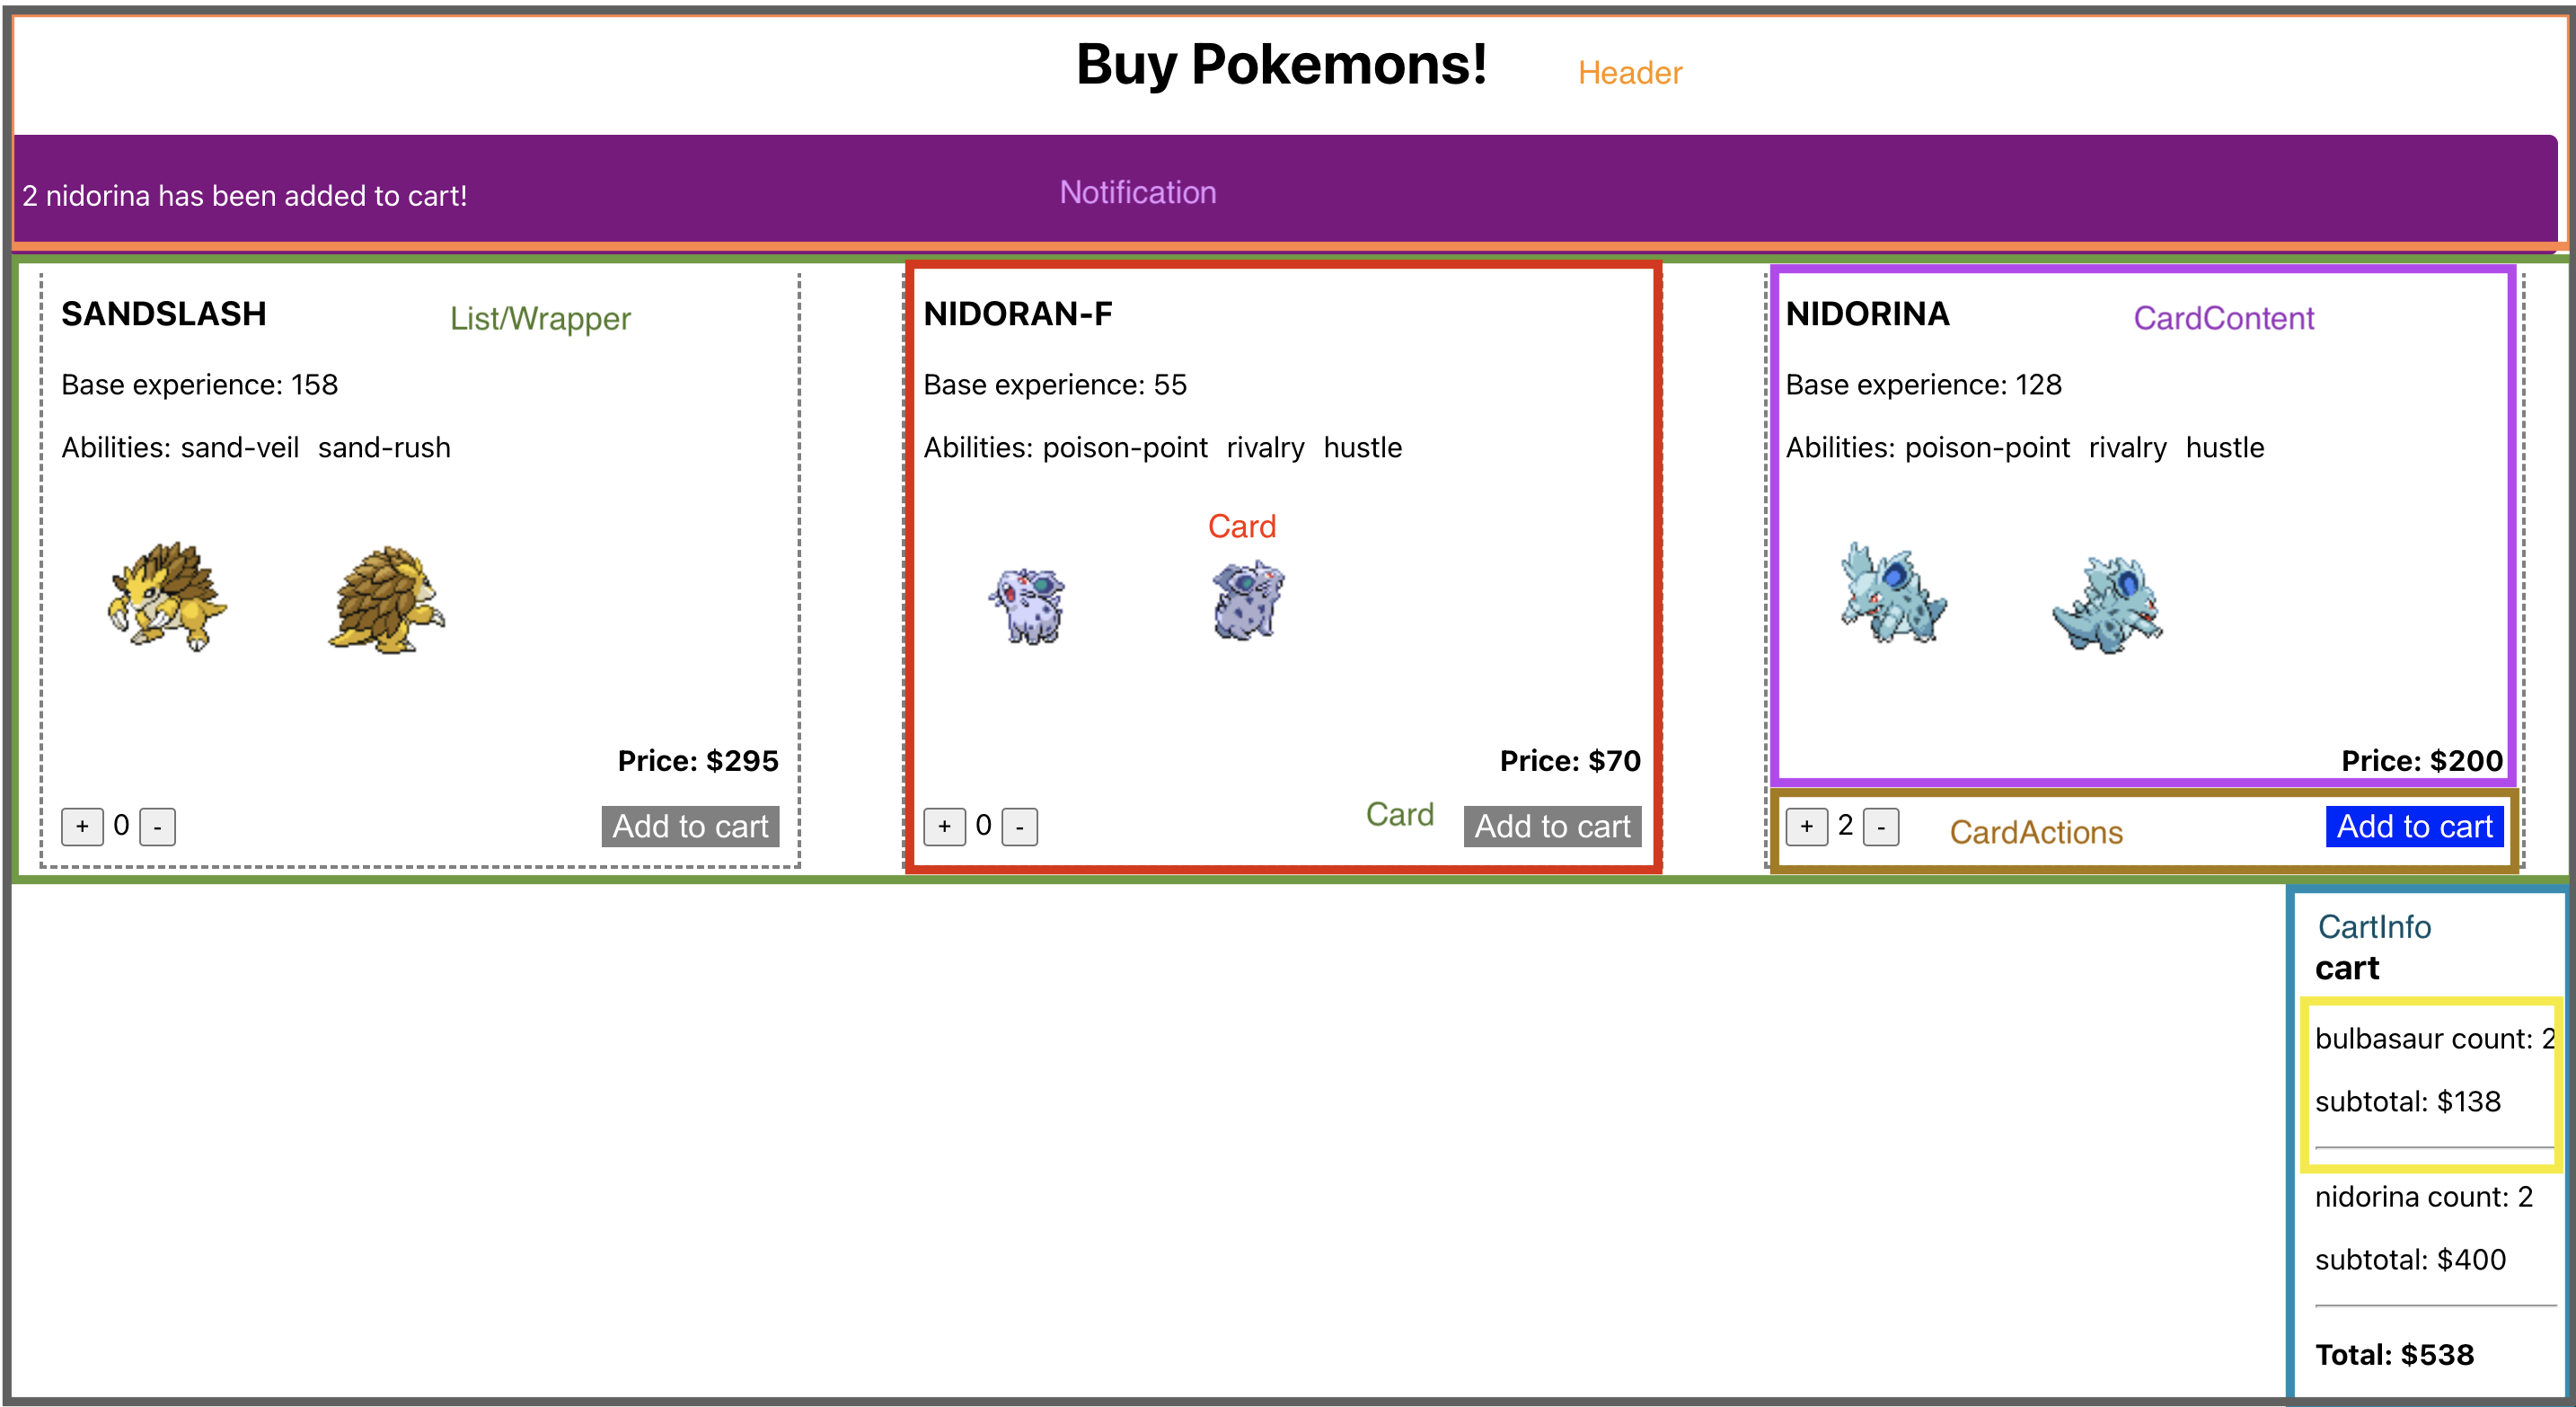 Buy Pokemons!
Header
2 nidorina has been added to cart!
Notification
SANDSLASH
List/Wrapper
Base experience: 158
Abilities: sand-veil sand-rush
Price: $295
+ 0 -
Add to cart
NIDORAN-F
Base experience: 55
Abilities: poison-point rivalry hustle
Card
Price: $70
+ 0 -
Card
Add to cart
NIDORINA
CardContent
Base experience: 128
Abilities: poison-point rivalry hustle
Price: $200
+ 2 -
CardActions
Add to cart
CartInfo
cart
bulbasaur count: 2
subtotal: $138
nidorina count: 2
subtotal: $400
Total: $538